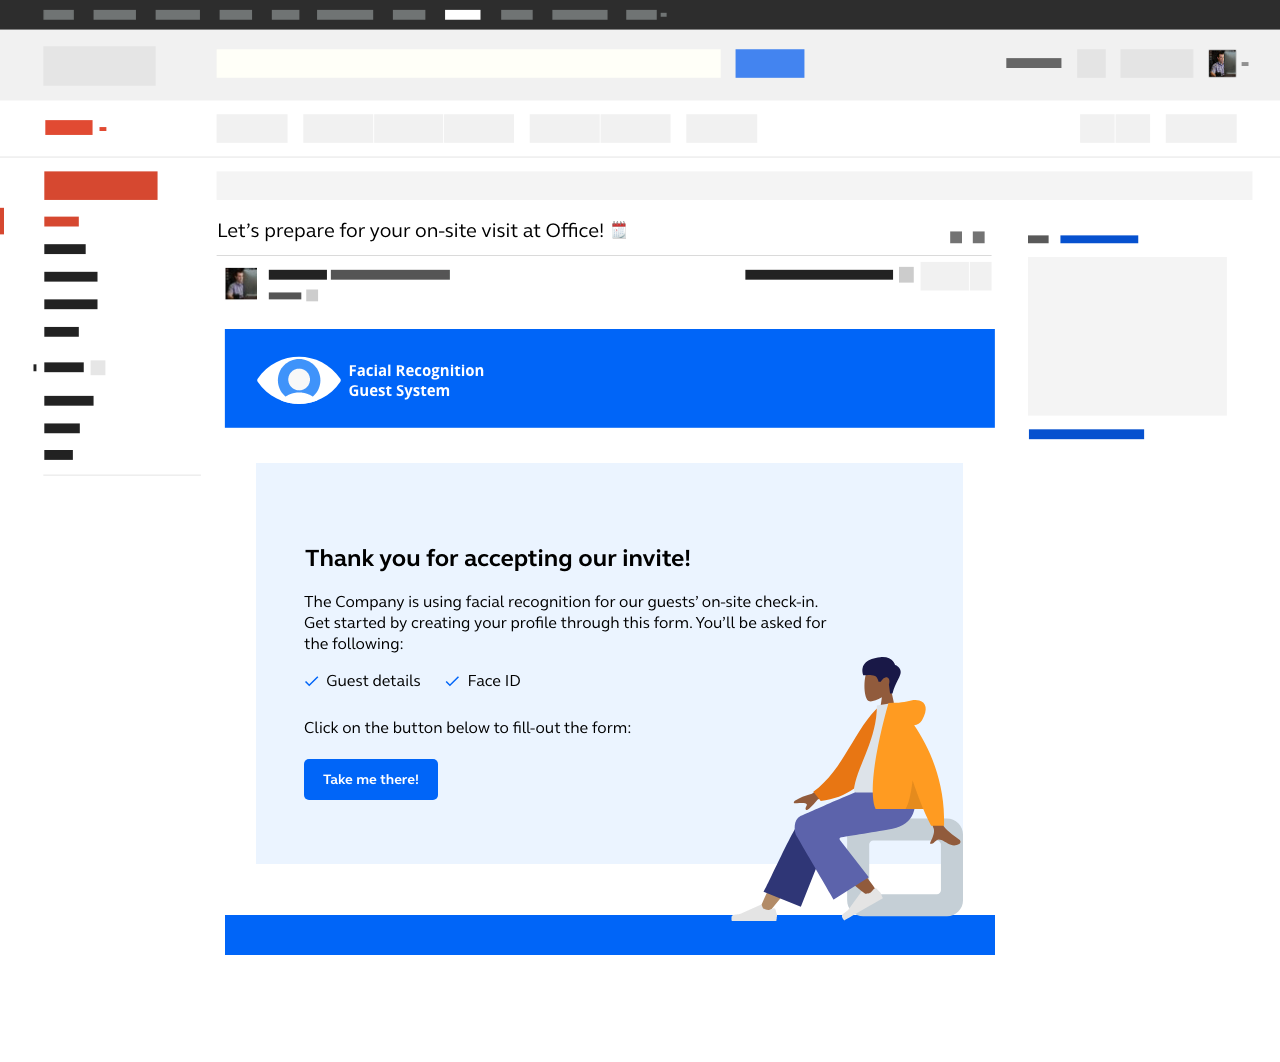 Let’s prepare for your on-site visit at Office! 🗓️
Facial Recognition
Guest System
Thank you for accepting our invite!
The Company is using facial recognition for our guests’ on-site check-in.
Get started by creating your profile through this form. You’ll be asked for
the following:
Guest details Face ID
Click on the button below to fill-out the form:
Take me there!